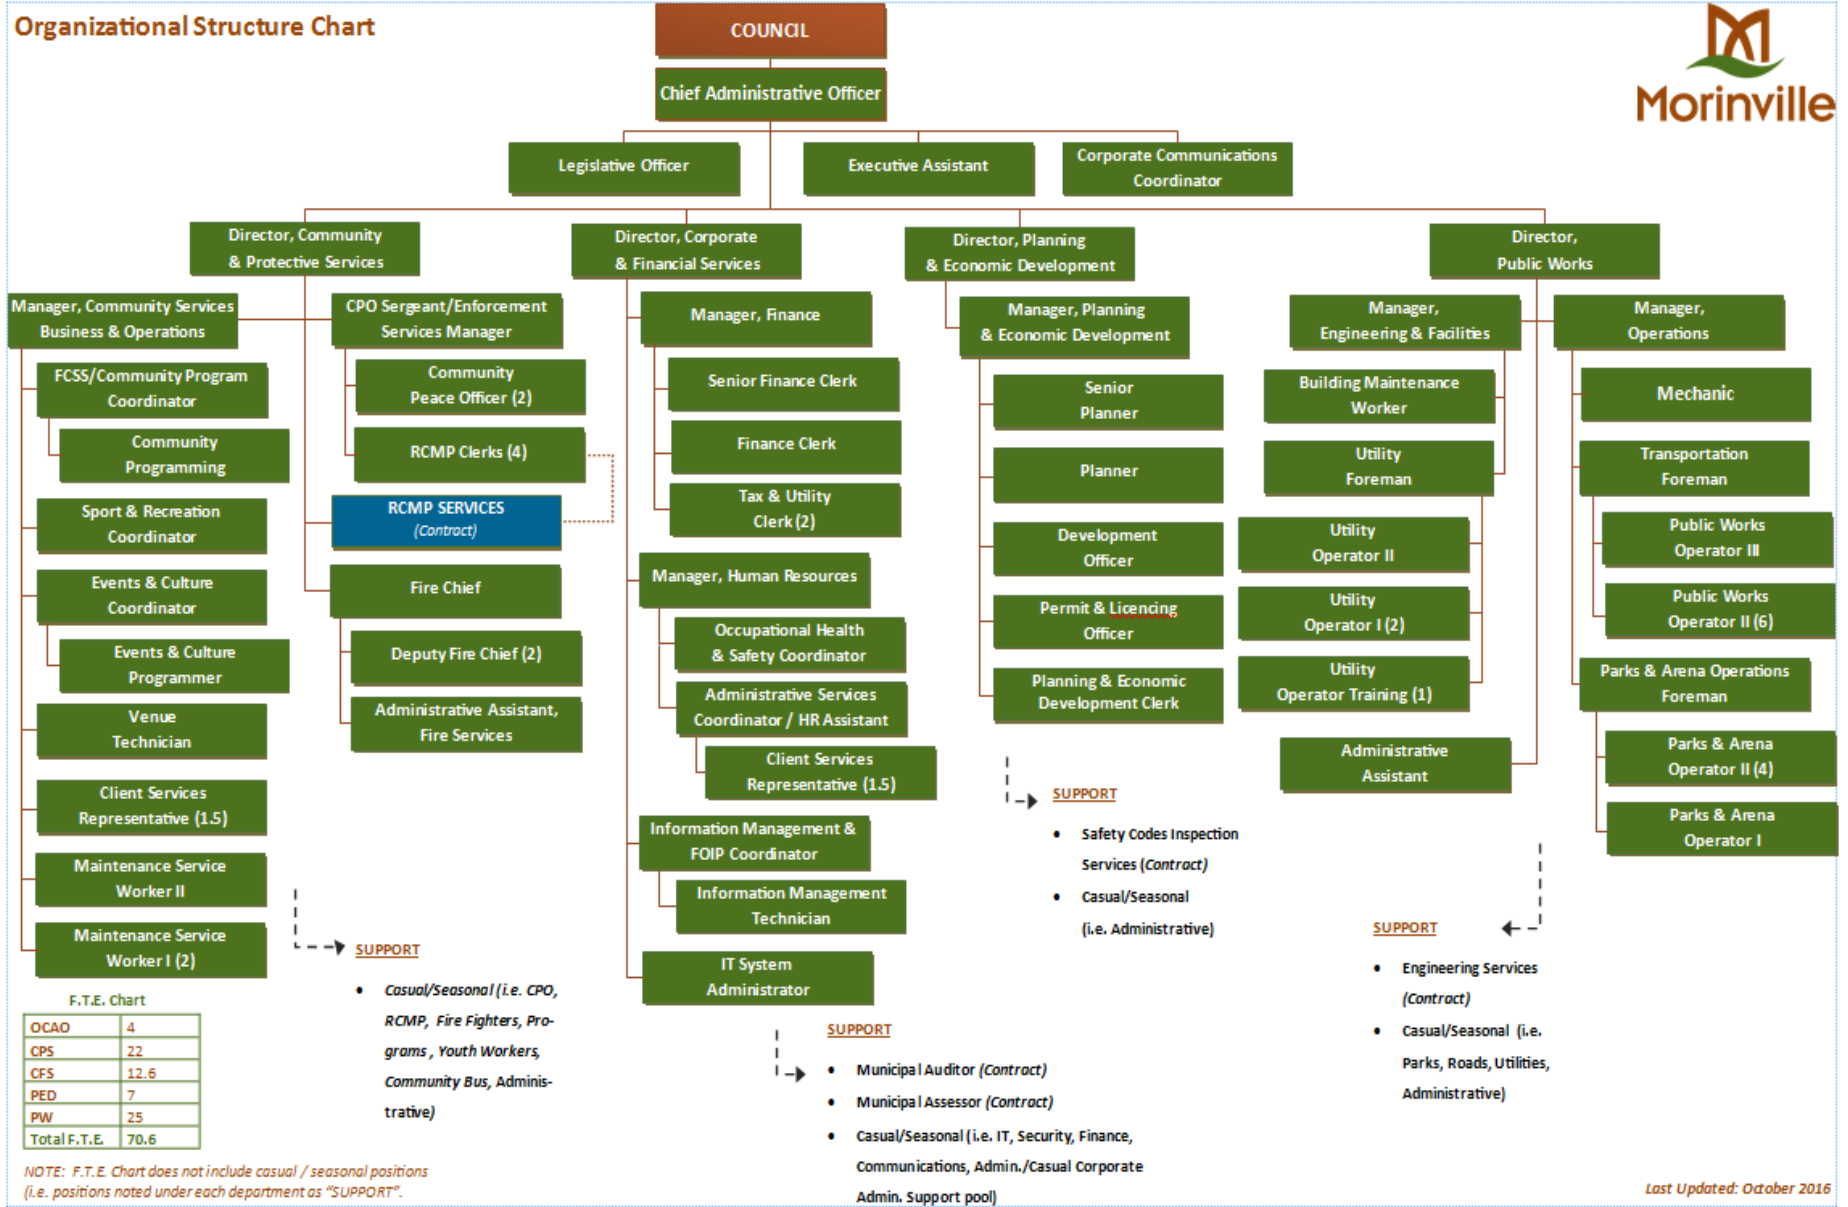 Organizational Structure Chart
COUNCIL
Morinville
Chief Administrative Officer
Legislative Officer
Executive Assistant
Corporate Communications
Coordinator
Director, Community
& Protective Services
Manager, Community Services
Business & Operations
FCSS/Community Program
Coordinator
Community
Programming
Sport & Recreation
Coordinator
Events & Culture
Coordinator
Events & Culture
Programmer
Venue
Technician
Client Services
Representative (1.5)
Maintenance Service
Worker II
Maintenance Service
Worker I (2)
CPO Sergeant/Enforcement
Services Manager
Community
Peace Officer (2)
RCMP Clerks (4)
RCMP SERVICES
(Contract)
Fire Chief
Deputy Fire Chief (2)
Administrative Assistant,
Fire Services
SUPPORT
• Casual/Seasonal (i.e. CPO,
RCMP, Fire Fighters, Pro-
grams , Youth Workers,
Community Bus, Adminis-
trative)
Director, Corporate
& Financial Services
Manager, Finance
Senior Finance Clerk
Finance Clerk
Tax & Utility
Clerk (2)
Manager, Human Resources
Occupational Health
& Safety Coordinator
Administrative Services
Coordinator / HR Assistant
Client Services
Representative (1.5)
Information Management &
FOIP Coordinator
Information Management
Technician
IT System
Administrator
SUPPORT
• Municipal Auditor (Contract)
• Municipal Assessor (Contract)
• Casual/Seasonal (i.e. IT, Security, Finance,
Communications, Admin./Casual Corporate
Admin. Support pool)
Director, Planning
& Economic Development
Manager, Planning
& Economic Development
Senior
Planner
Planner
Development
Officer
Permit & Licencing
Officer
Planning & Economic
Development Clerk
SUPPORT
• Safety Codes Inspection
Services (Contract)
• Casual/Seasonal
(i.e. Administrative)
Director,
Public Works
Manager,
Engineering & Facilities
Building Maintenance
Worker
Utility
Foreman
Utility
Operator II
Utility
Operator I (2)
Utility
Operator Training (1)
Administrative
Assistant
Manager,
Operations
Mechanic
Transportation
Foreman
Public Works
Operator III
Public Works
Operator II (6)
Parks & Arena Operations
Foreman
Parks & Arena
Operator II (4)
Parks & Arena
Operator I
SUPPORT
• Engineering Services
(Contract)
• Casual/Seasonal (i.e.
Parks, Roads, Utilities,
Administrative)
F.T.E. Chart
OCAO 4
CPS 22
CFS 12.6
PED 7
PW 25
Total F.T.E. 70.6
NOTE: F.T.E. Chart does not include casual / seasonal positions
(i.e. positions noted under each department as "SUPPORT".
Last Updated: October 2016